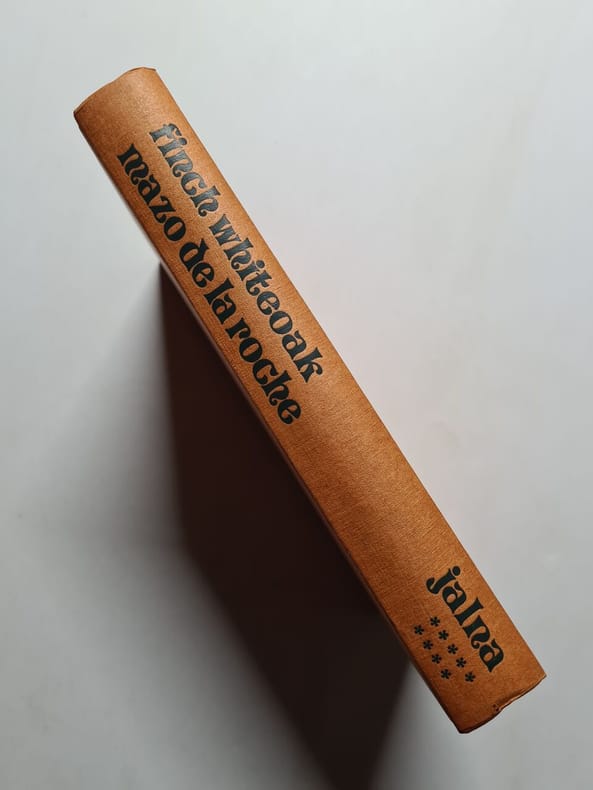 finch whiteoak
mazo de la roche
jalna
*****
****